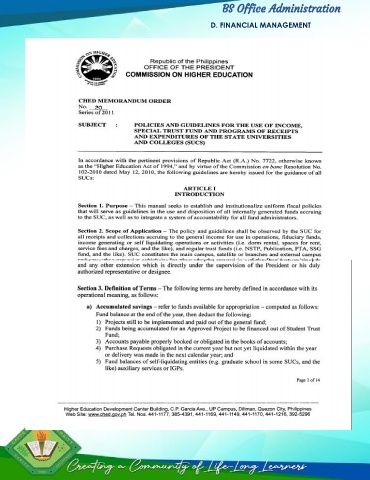 BS Office Administration
D. FINANCIAL MANAGEMENT
Republic of the Philippines
OFFICE OF THE PRESIDENT
COMMISSION ON HIGHER EDUCATION
CHED MEMORANDUM ORDER
No. 20
Series of 2011
SUBJECT : POLICIES AND GUIDELINES FOR THE USE OF INCOME,
SPECIAL TRUST FUND AND PROGRAMS OF RECEIPTS
AND EXPENDITURES OF THE STATE UNIVERSITIES
AND COLLEGES (SUCS)
In accordance with the pertinent provisions of Republic Act (R.A.) No. 7722, otherwise known
as the "Higher Education Act of 1994," and by virtue of the Commission en banc Resolution No.
102-2010 dated May 12, 2010, the following guidelines are hereby issued for the guidance of all
SUCs:
ARTICLE I
INTRODUCTION
Section 1. Purpose – This manual seeks to establish and institutionalize uniform fiscal policies
that will serve as guidelines in the use and disposition of all internally generated funds accruing
to the SUC, as well as to integrate a system of accountability for all fund administrators.
Section 2. Scope of Application – The policy and guidelines shall be observed by the SUC for
all receipts and collections accruing to the general income for use in operations, fiduciary funds,
income generating or self liquidating operations or activities (i.e. dorm rental, spaces for rent,
service fees and charges, and the like), and regular trust funds (i.e. NSTP, Publication, PTA, SSG
fund, and the like). SUC constitutes the main campus, satellite or branches and external campus
and any other extension which is directly under the supervision of the President or his duly
authorized representative or designee.
Section 3. Definition of Terms – The following terms are hereby defined in accordance with its
operational meaning, as follows:
a) Accumulated savings – refer to funds available for appropriation – computed as follows:
Fund balance at the end of the year, then deduct the following:
1) Projects still to be implemented and paid out of the general fund;
2) Funds being accumulated for an Approved Project to be financed out of Student Trust
Fund;
3) Accounts payable properly booked or obligated in the books of accounts;
4) Purchase Requests obligated in the current year but not yet liquidated within the year
or delivery was made in the next calendar year; and
5) Fund balances of self-liquidating entities (e.g. graduate school in some SUCs, and the
like) auxiliary services or IGPs.
Page 1 of 14
Higher Education Development Center Building, C.P. Garcia Ave., UP Campus, Diliman, Quezon City, Philippines
Web Site: www.ched.gov.ph Tel. Nos. 441-1177, 385-4391, 441-1169, 441-1149, 441-1170, 441-1216, 392-5296
Creating a Community of Life-Long Learners